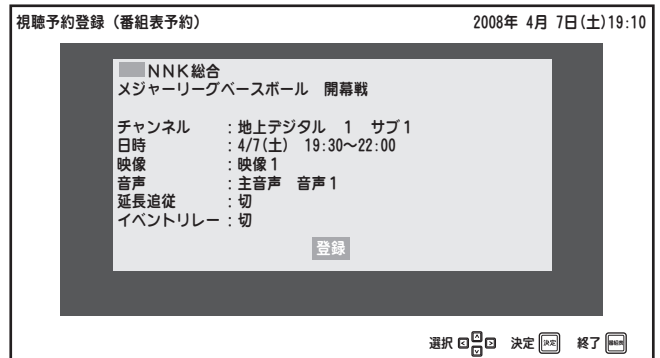 視聴予約登録（番組表予約） 2008年 4月 7日(土)19:10
NNK総合
メジャーリーグベースボール 開幕戦
チャンネル ：地上デジタル 1 サブ1
日時 ：4/7(土) 19:30～22:00
映像 ：映像1
音声 ：主音声 音声1
延長追従 ：切
イベントリレー：切
登録
選択 決定 決定 終了 番組表